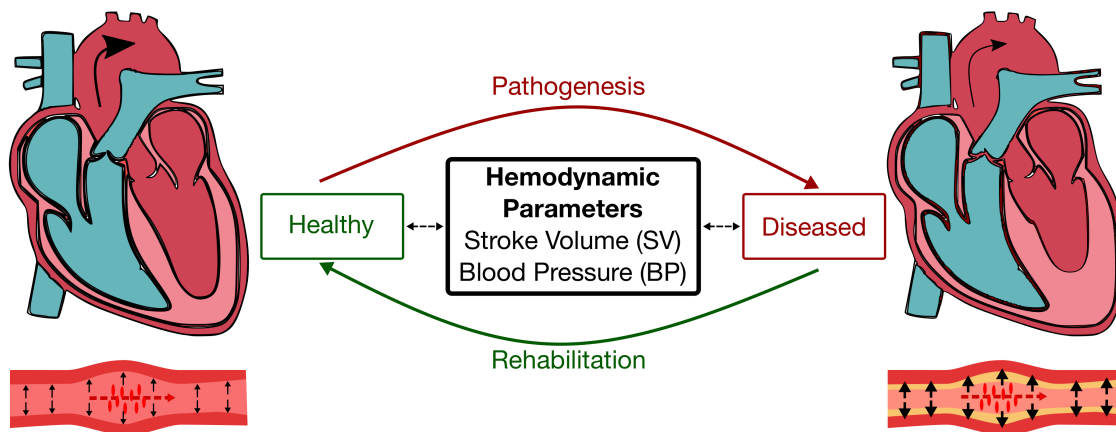 Pathogenesis
Healthy
Hemodynamic
Parameters
Stroke Volume (SV)
Blood Pressure (BP)
Diseased
Rehabilitation